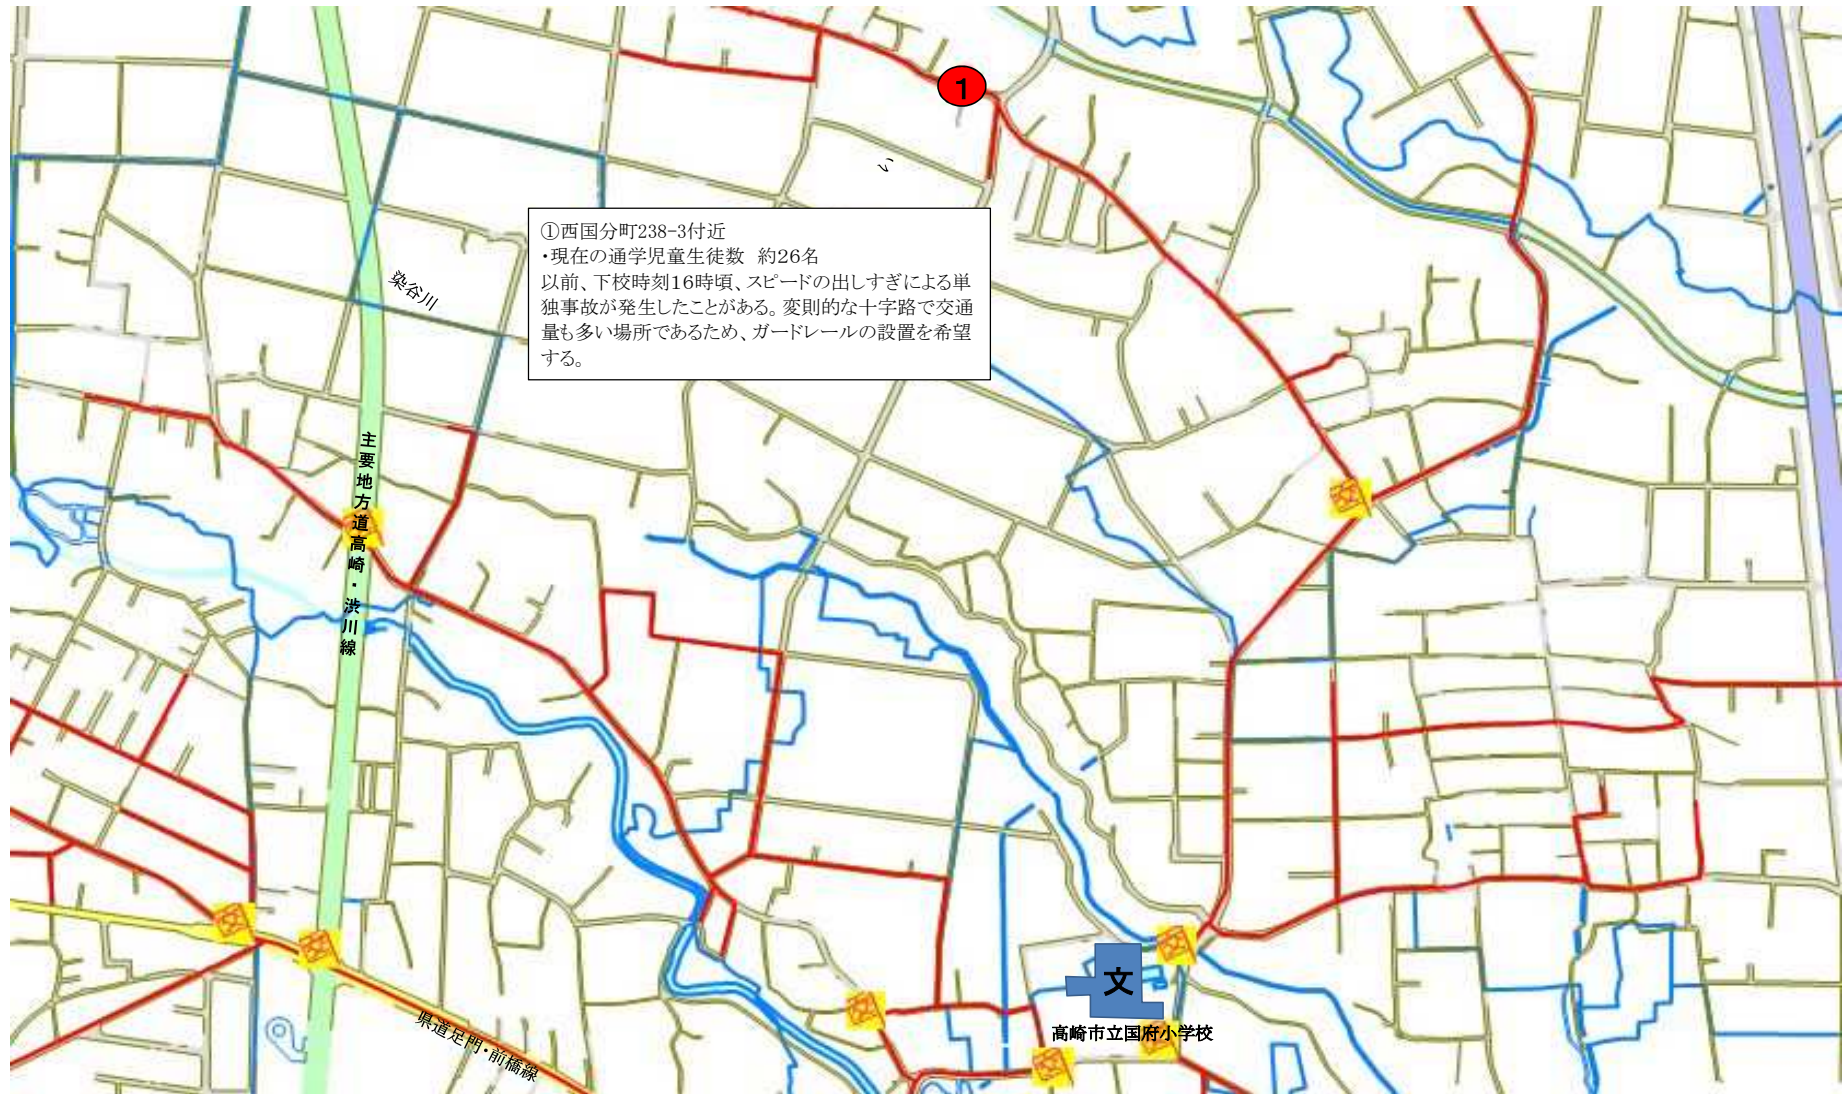 1
い
①西国分町238-3付近
・現在の通学児童生徒数 約26名
以前、下校時刻16時頃、スピードの出しすぎによる単
独事故が発生したことがある。変則的な十字路で交通
量も多い場所であるため、ガードレールの設置を希望
する。
染谷川
主要地方道高崎・渋川線
文
高崎市立国府小学校
県道足門・前橋線